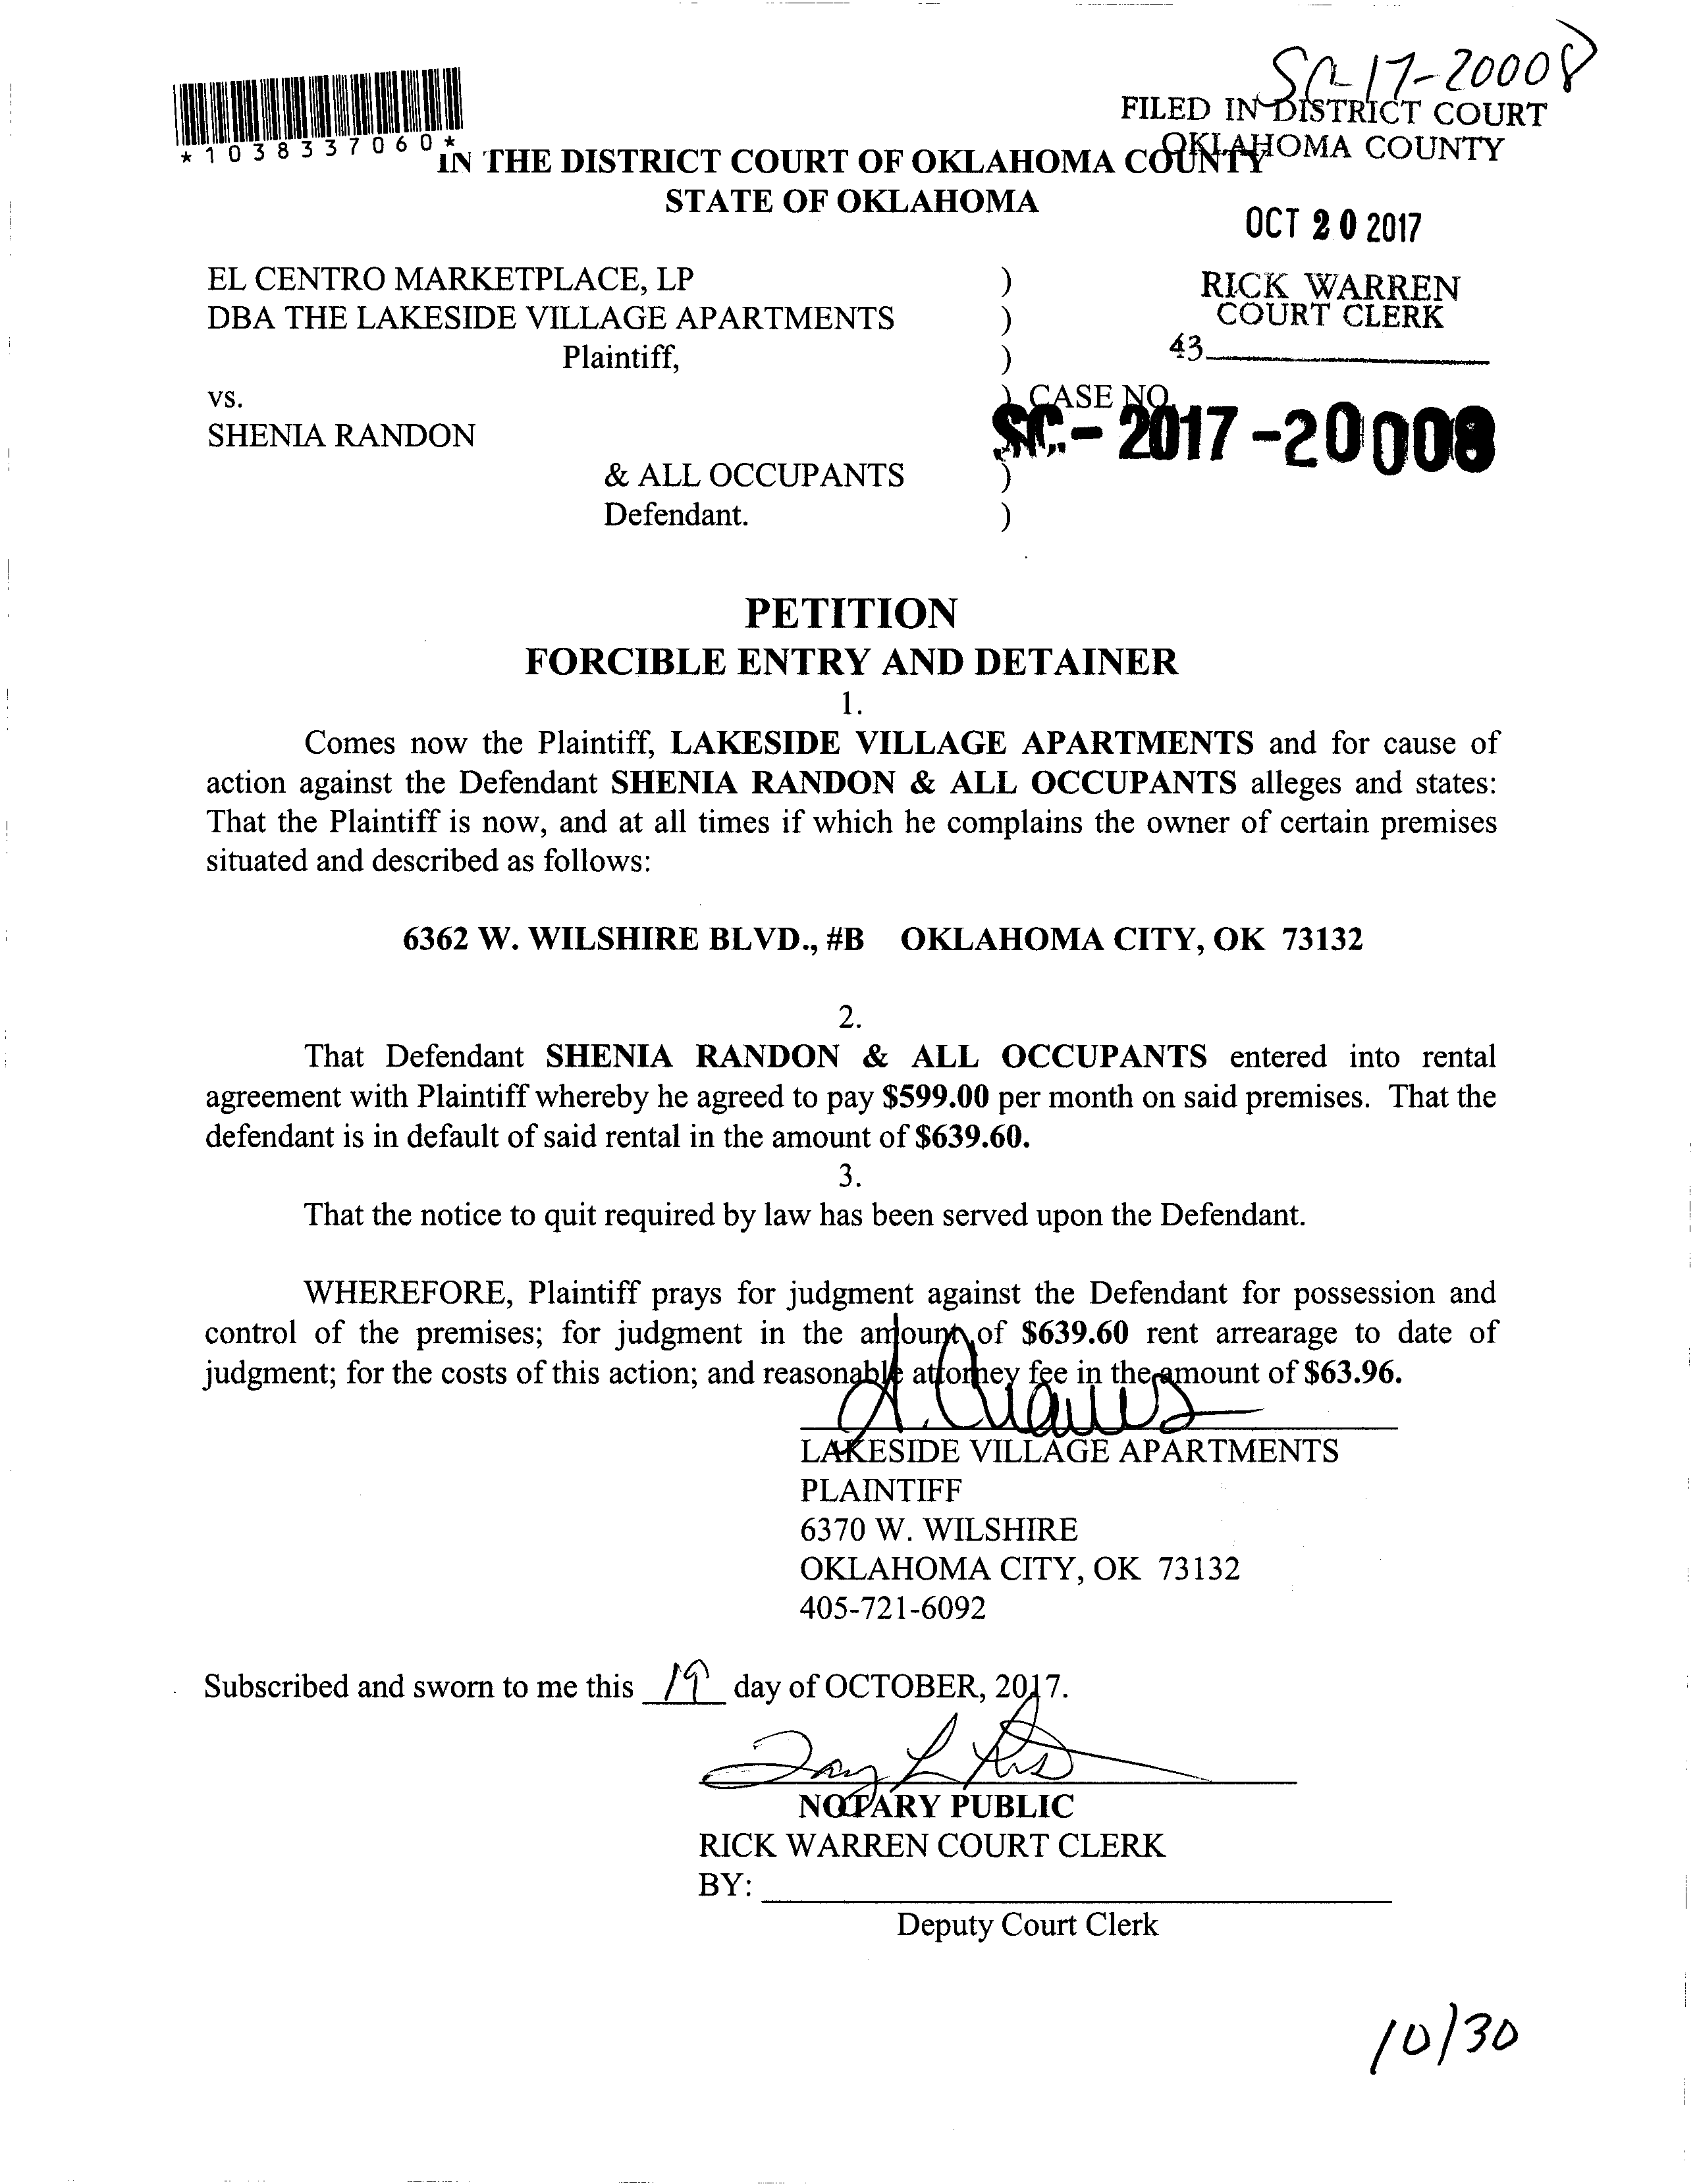 SC-17-20008
*1038337060*
FILED IN DISTRICT COURT
OKLAHOMA COUNTY
IN THE DISTRICT COURT OF OKLAHOMA COUNTY
STATE OF OKLAHOMA
OCT 20 2017
EL CENTRO MARKETPLACE, LP )
DBA THE LAKESIDE VILLAGE APARTMENTS )
Plaintiff, )
RICK WARREN
COURT CLERK
43
vs. ) CASE NO.
SHENIA RANDON
SC - 2017 - 20008
& ALL OCCUPANTS )
Defendant. )
PETITION
FORCIBLE ENTRY AND DETAINER
1.
Comes now the Plaintiff, LAKESIDE VILLAGE APARTMENTS and for cause of
action against the Defendant SHENIA RANDON & ALL OCCUPANTS alleges and states:
That the Plaintiff is now, and at all times if which he complains the owner of certain premises
situated and described as follows:
6362 W. WILSHIRE BLVD., #B OKLAHOMA CITY, OK 73132
2.
That Defendant SHENIA RANDON & ALL OCCUPANTS entered into rental
agreement with Plaintiff whereby he agreed to pay $599.00 per month on said premises. That the
defendant is in default of said rental in the amount of $639.60.
3.
That the notice to quit required by law has been served upon the Defendant.
WHEREFORE, Plaintiff prays for judgment against the Defendant for possession and
control of the premises; for judgment in the amount of $639.60 rent arrearage to date of
judgment; for the costs of this action; and reasonable attorney fee in the amount of $63.96.
LAKESIDE VILLAGE APARTMENTS
PLAINTIFF
6370 W. WILSHIRE
OKLAHOMA CITY, OK 73132
405-721-6092
Subscribed and sworn to me this 19 day of OCTOBER, 2017.
NOTARY PUBLIC
RICK WARREN COURT CLERK
BY:
Deputy Court Clerk
10/30